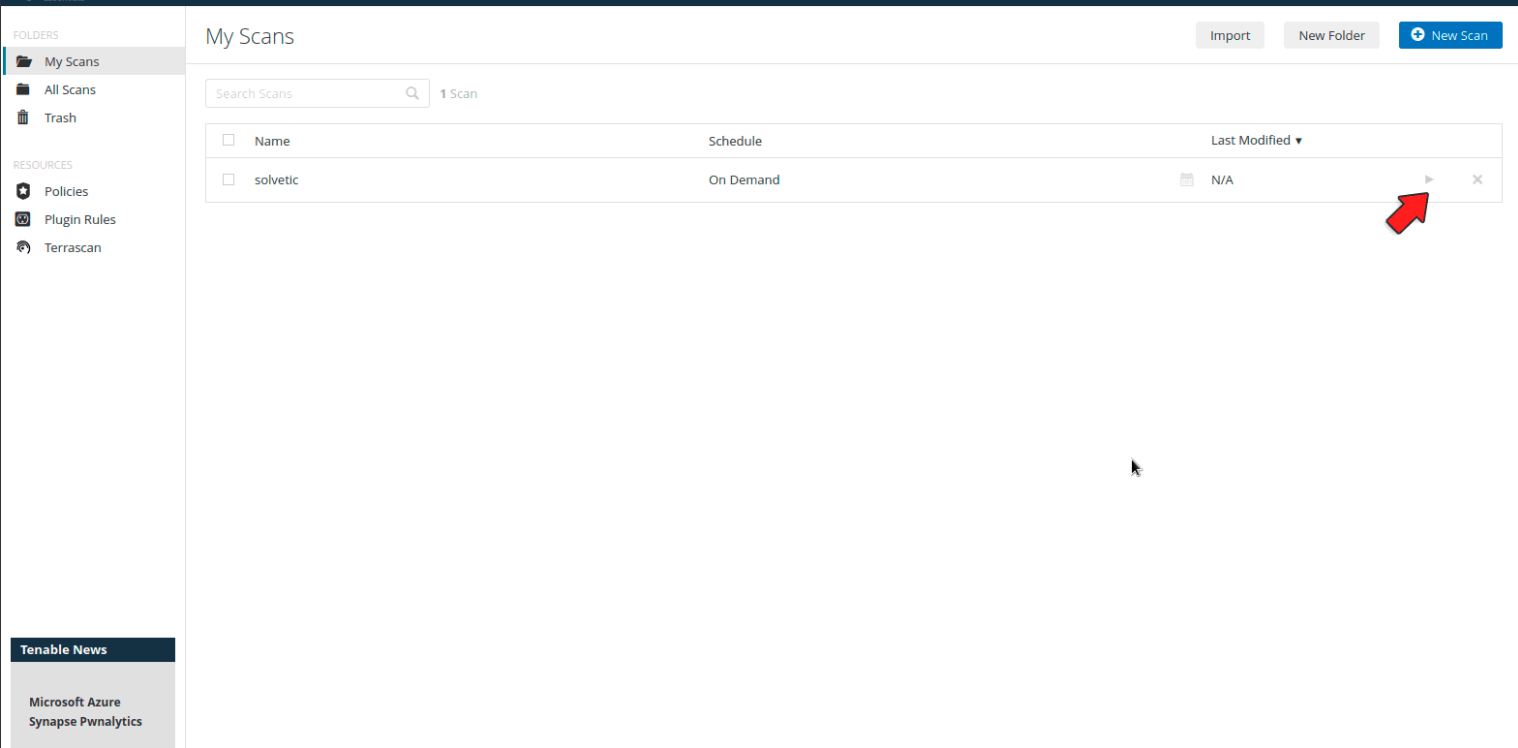 FOLDERS
My Scans
All Scans
Trash
RESOURCES
Policies
Plugin Rules
Terrascan
Tenable News
Microsoft Azure
Synapse Pwnalytics
My Scans
Import
New Folder
New Scan
Search Scans
1 Scan
Name Schedule Last Modified ▼
solvetic On Demand N/A